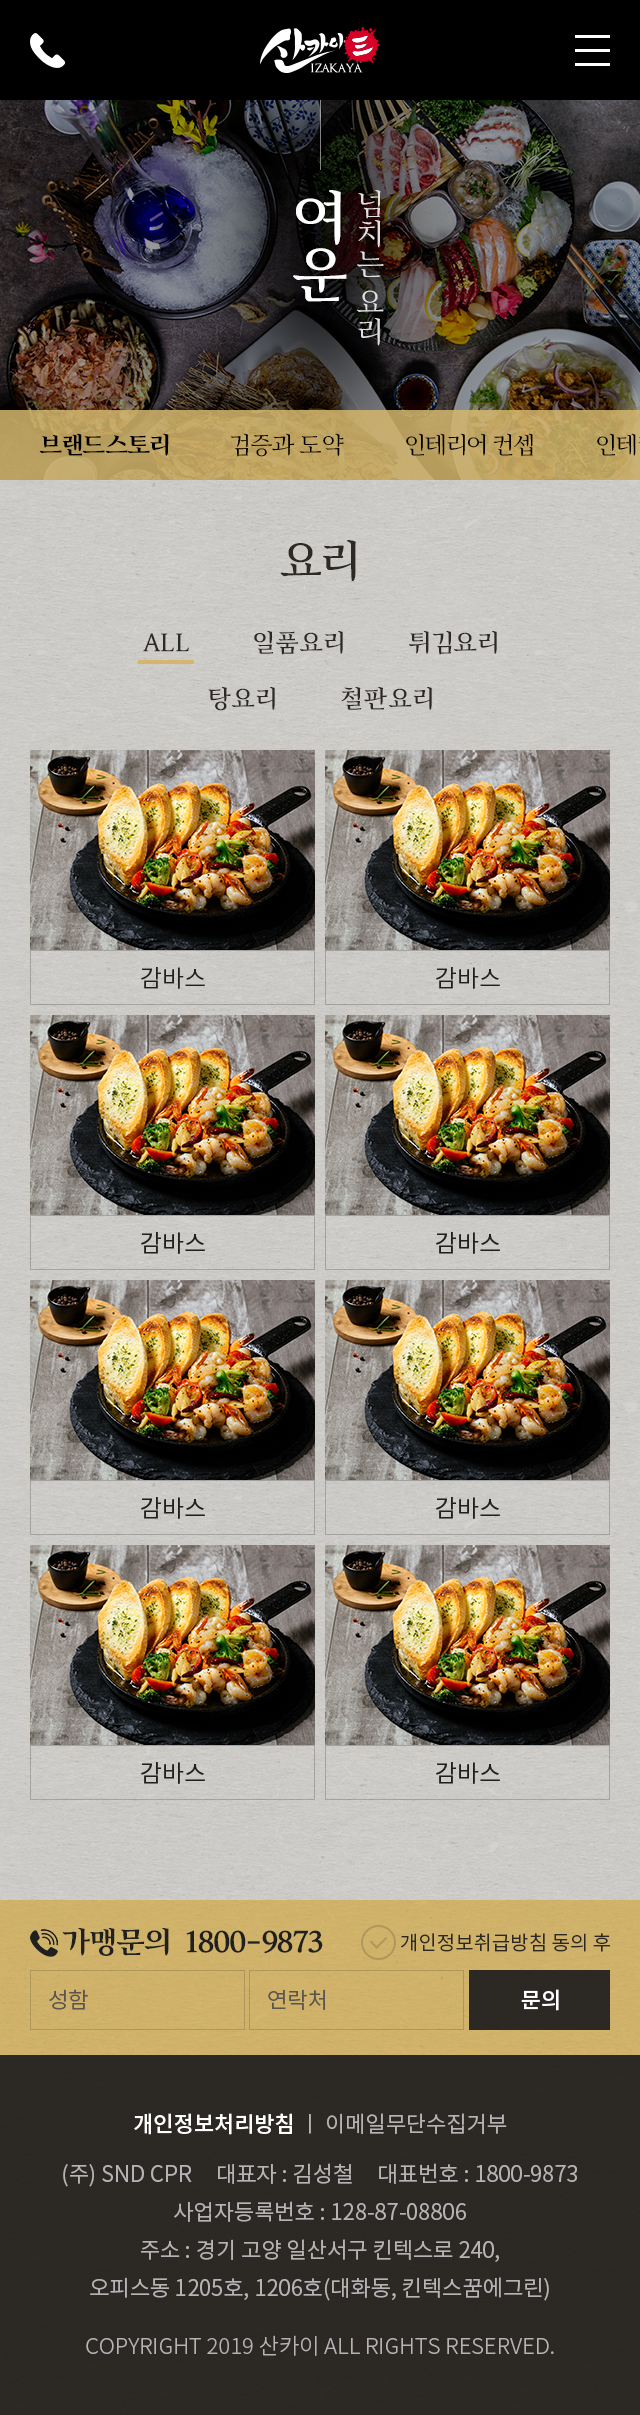 산카이
IZAKAYA
여운
넘치는 요리
브랜드스토리 검증과 도약 인테리어 컨셉 인테
요리
ALL 일품요리 튀김요리
탕요리 철판요리
감바스 감바스
감바스 감바스
감바스 감바스
감바스 감바스
가맹문의 1800-9873 개인정보취급방침 동의 후
성함 연락처 문의
개인정보처리방침 | 이메일무단수집거부
(주) SND CPR 대표자 : 김성철 대표번호 : 1800-9873
사업자등록번호 : 128-87-08806
주소 : 경기 고양 일산서구 킨텍스로 240,
오피스동 1205호, 1206호(대화동, 킨텍스꿈에그린)
COPYRIGHT 2019 산카이 ALL RIGHTS RESERVED.